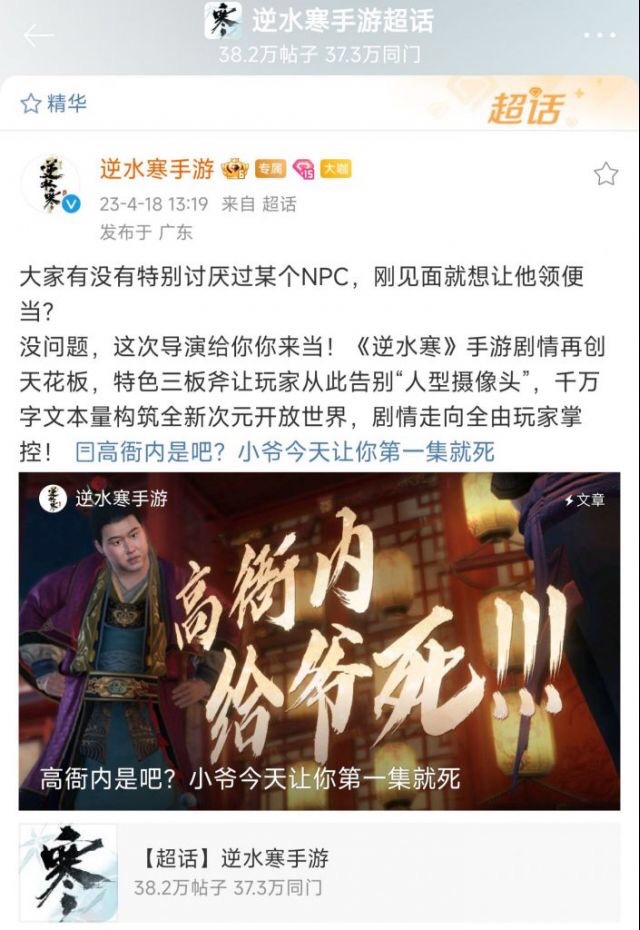 寒
逆水寒手游超话
38.2万帖子 37.3万同门
精华
超话
逆水寒
逆水寒手游 专属 15 大咖
23-4-18 13:19 来自 超话
发布于 广东
大家有没有特别讨厌过某个NPC，刚见面就想让他领便
当？
没问题，这次导演给你你来当！《逆水寒》手游剧情再创
天花板，特色三板斧让玩家从此告别“人型摄像头”，千万
字文本量构筑全新次元开放世界，剧情走向全由玩家掌
控！ 高衙内是吧？小爷今天让你第一集就死
逆水寒手游
文章
高衙内
给爷死!!!
高衙内是吧？小爷今天让你第一集就死
寒
【超话】逆水寒手游
38.2万帖子 37.3万同门